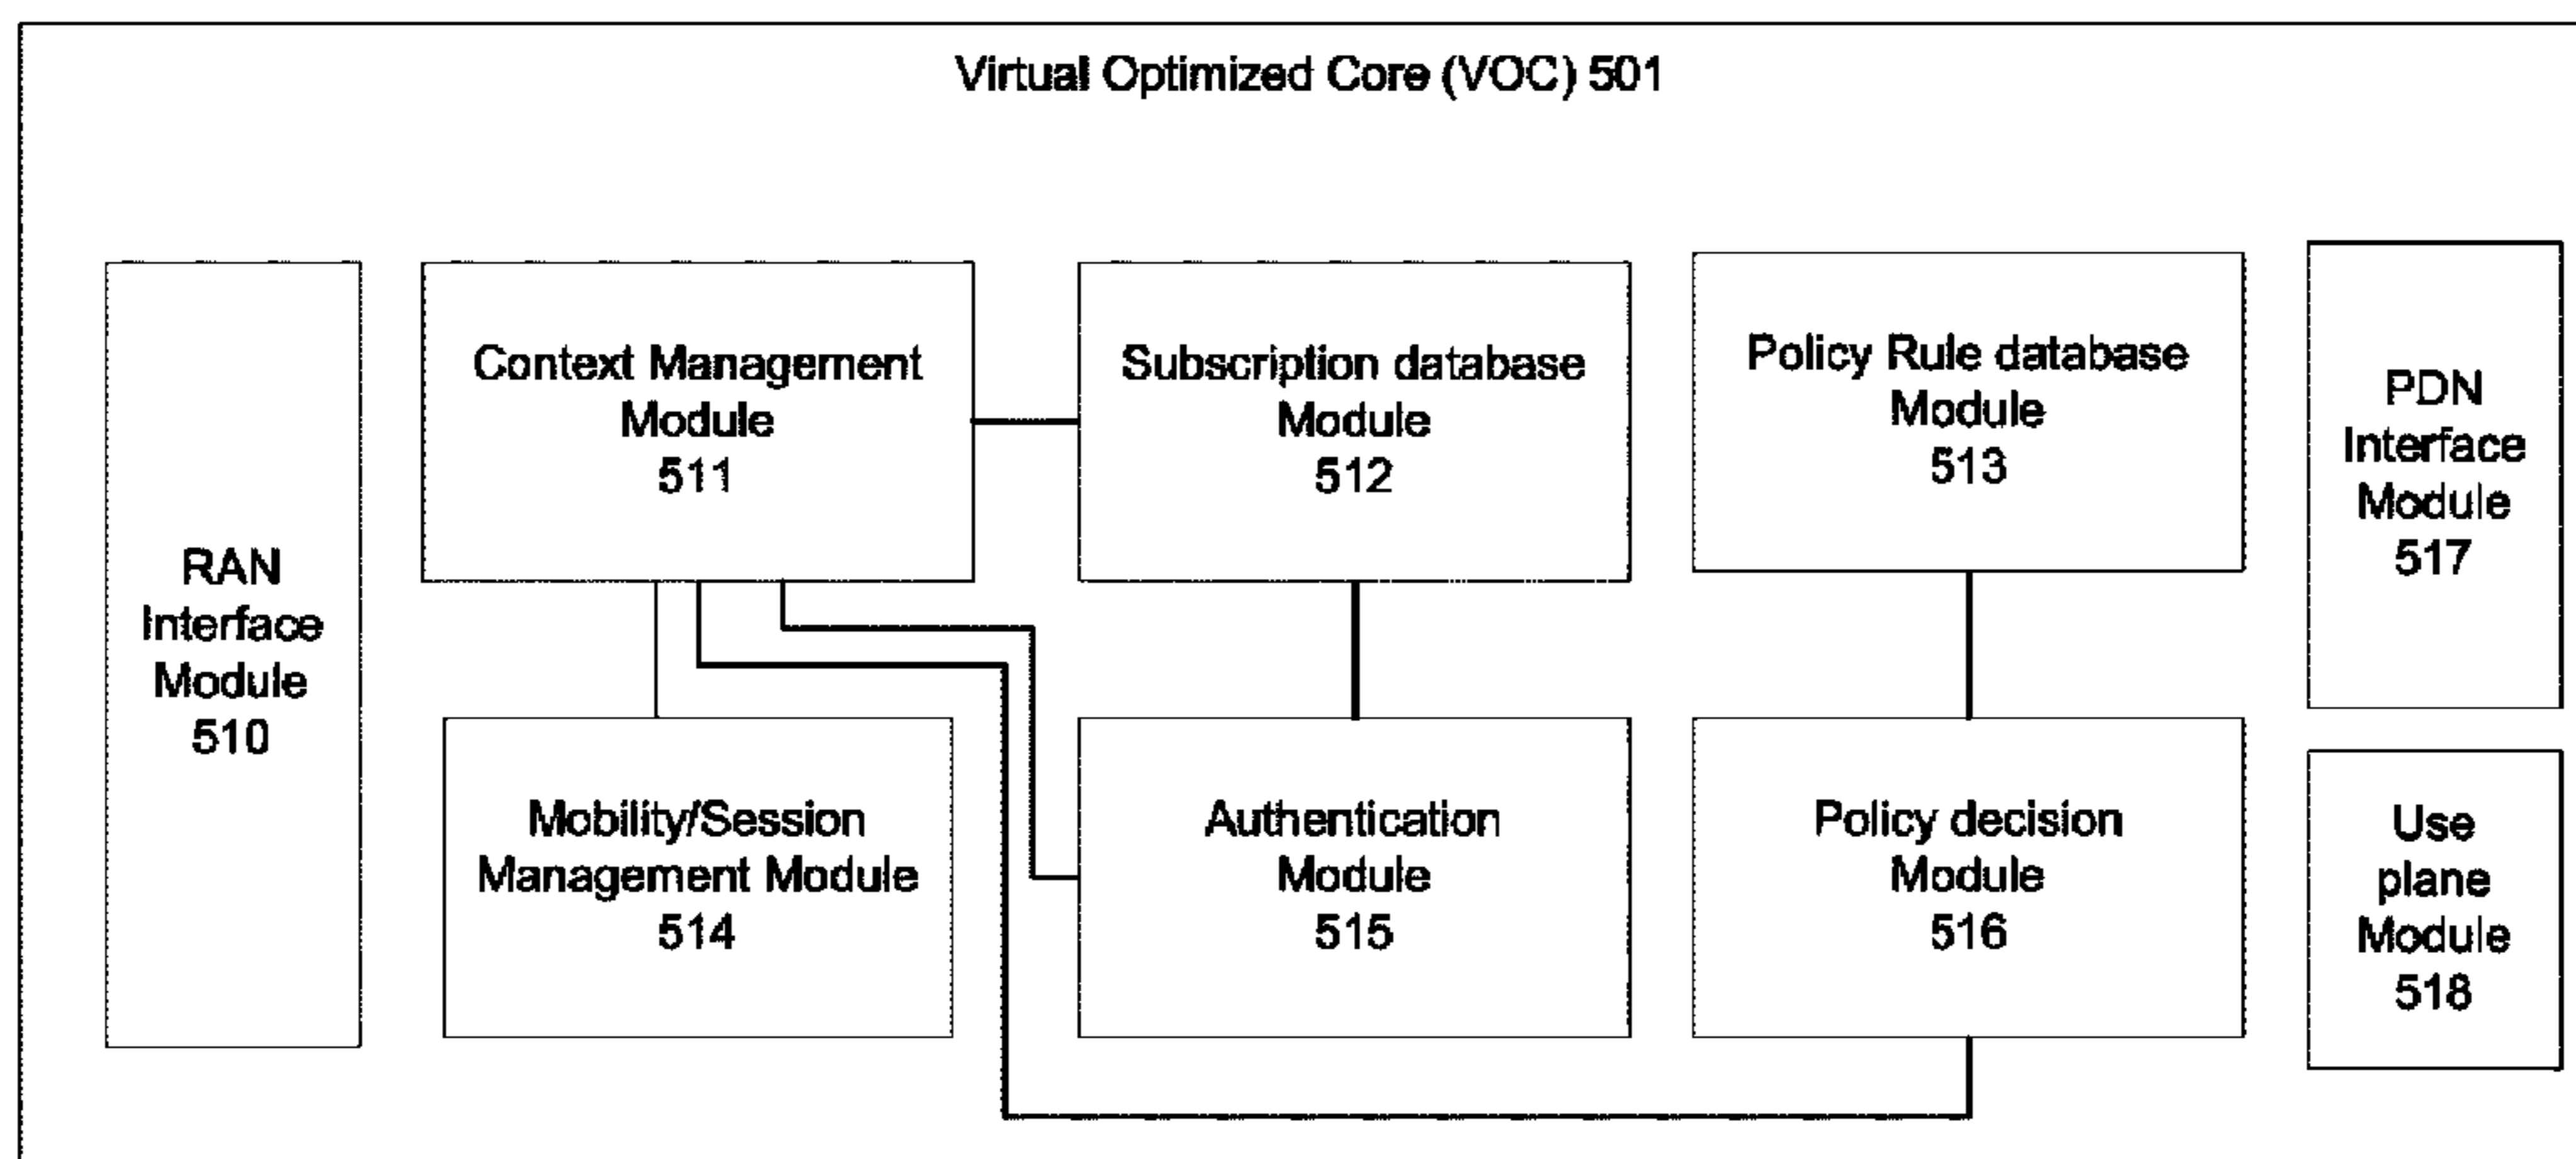 Virtual Optimized Core (VOC) 501
RAN
Interface
Module
510
Context Management
Module
511
Subscription database
Module
512
Policy Rule database
Module
513
PDN
Interface
Module
517
Mobility/Session
Management Module
514
Authentication
Module
515
Policy decision
Module
516
Use
plane
Module
518